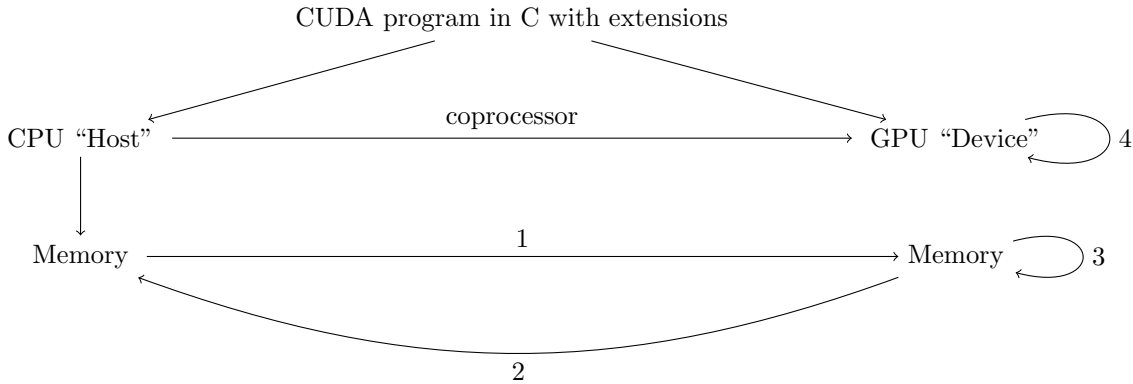 CUDA program in C with extensions
coprocessor
CPU “Host”
GPU “Device”
4
1
Memory
Memory
3
2